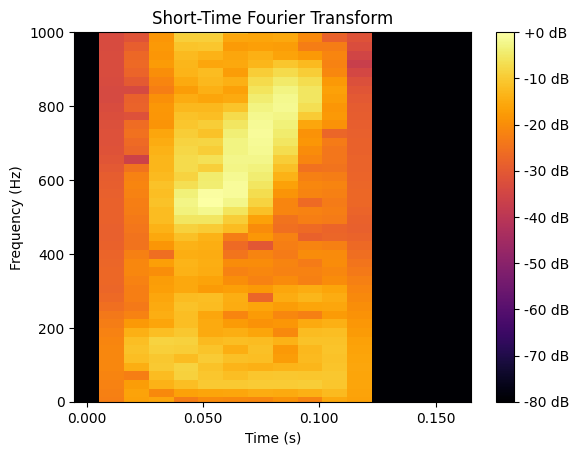 Short-Time Fourier Transform
Frequency (Hz)
1000
800
600
400
200
0
0.000
0.050
0.100
0.150
Time (s)
+0 dB
-10 dB
-20 dB
-30 dB
-40 dB
-50 dB
-60 dB
-70 dB
-80 dB